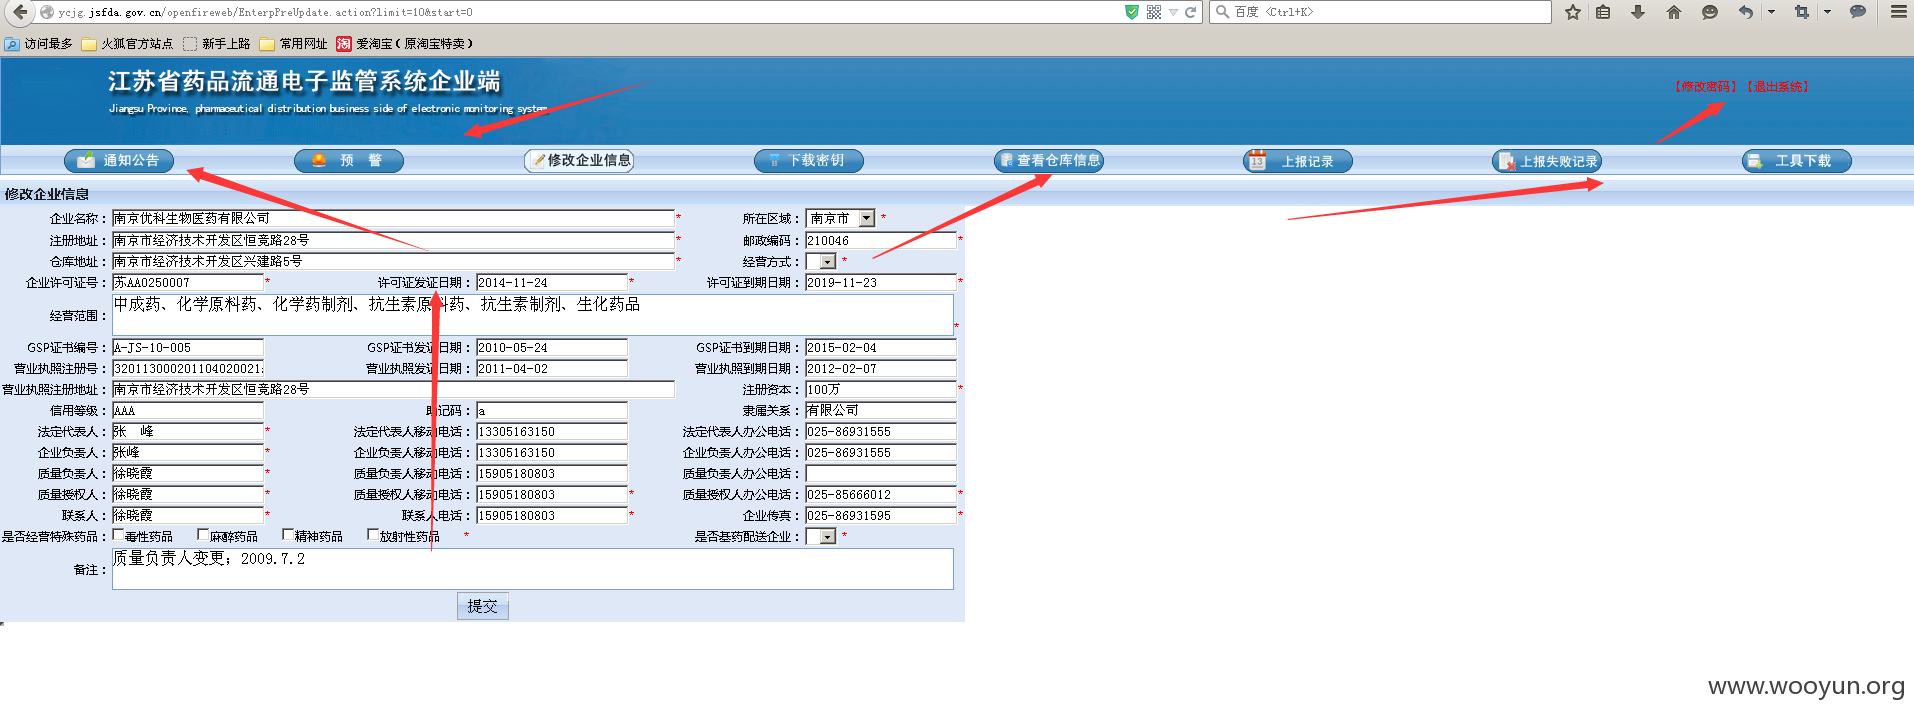 ycjg.jsfda.gov.cn/openfireweb/EnterpPreUpdate.action?limit=10&start=0
百度 <Ctrl+K>
访问最多 火狐官方站点 新手上路 常用网址 淘 爱淘宝（原淘宝特卖）
江苏省药品流通电子监管系统企业端
Jiangsu Province, pharmaceutical distribution business side of electronic monitoring system
【修改密码】【退出系统】
通知公告 预 警 修改企业信息 下载密钥 查看仓库信息 13 上报记录 上报失败记录 工具下载
修改企业信息
企业名称： 南京优科生物医药有限公司 * 所在区域： 南京市 *
注册地址： 南京市经济技术开发区恒竞路28号 * 邮政编码： 210046 *
仓库地址： 南京市经济技术开发区兴建路5号 * 经营方式： *
企业许可证号： 苏AA0250007 * 许可证发证日期： 2014-11-24 * 许可证到期日期： 2019-11-23 *
经营范围： 中成药、化学原料药、化学药制剂、抗生素原料药、抗生素制剂、生化药品 *
GSP证书编号： A-JS-10-005 GSP证书发证日期： 2010-05-24 GSP证书到期日期： 2015-02-04
营业执照注册号： 320113000201104020021 营业执照发证日期： 2011-04-02 营业执照到期日期： 2012-02-07
营业执照注册地址： 南京市经济技术开发区恒竞路28号 注册资本： 100万 *
信用等级： AAA 助记码： a 隶属关系： 有限公司
法定代表人： 张 峰 * 法定代表人移动电话： 13305163150 法定代表人办公电话： 025-86931555
企业负责人： 张峰 * 企业负责人移动电话： 13305163150 企业负责人办公电话： 025-86931555
质量负责人： 徐晓霞 * 质量负责人移动电话： 15905180803 质量负责人办公电话：
质量授权人： 徐晓霞 * 质量授权人移动电话： 15905180803 * 质量授权人办公电话： 025-85666012 *
联系人： 徐晓霞 * 联系人电话： 15905180803 * 企业传真： 025-86931595 *
是否经营特殊药品： 毒性药品 麻醉药品 精神药品 放射性药品 * 是否基药配送企业： *
备注： 质量负责人变更；2009.7.2
提交
www.wooyun.org